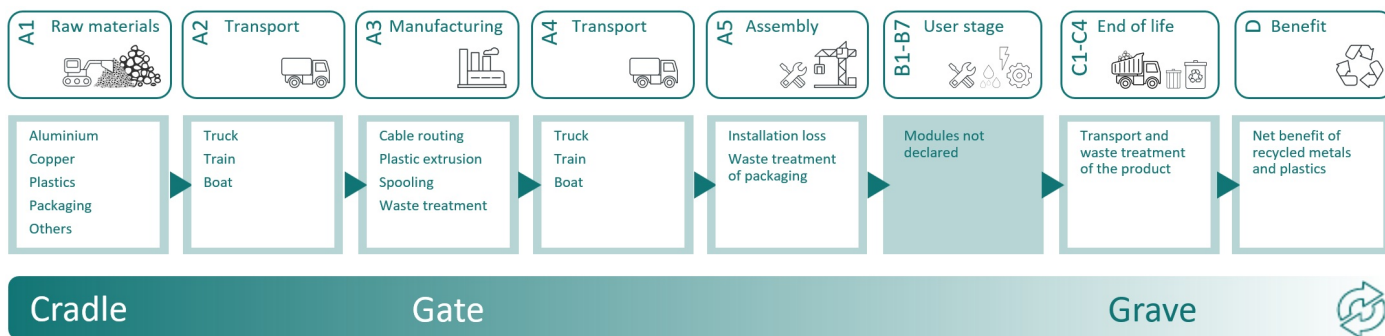 A1 Raw materials
A2 Transport
A3 Manufacturing
A4 Transport
A5 Assembly
B1-B7 User stage
C1-C4 End of life
D Benefit
Aluminium
Copper
Plastics
Packaging
Others
Truck
Train
Boat
Cable routing
Plastic extrusion
Spooling
Waste treatment
Truck
Train
Boat
Installation loss
Waste treatment
of packaging
Modules not
declared
Transport and
waste treatment
of the product
Net benefit of
recycled metals
and plastics
Cradle
Gate
Grave